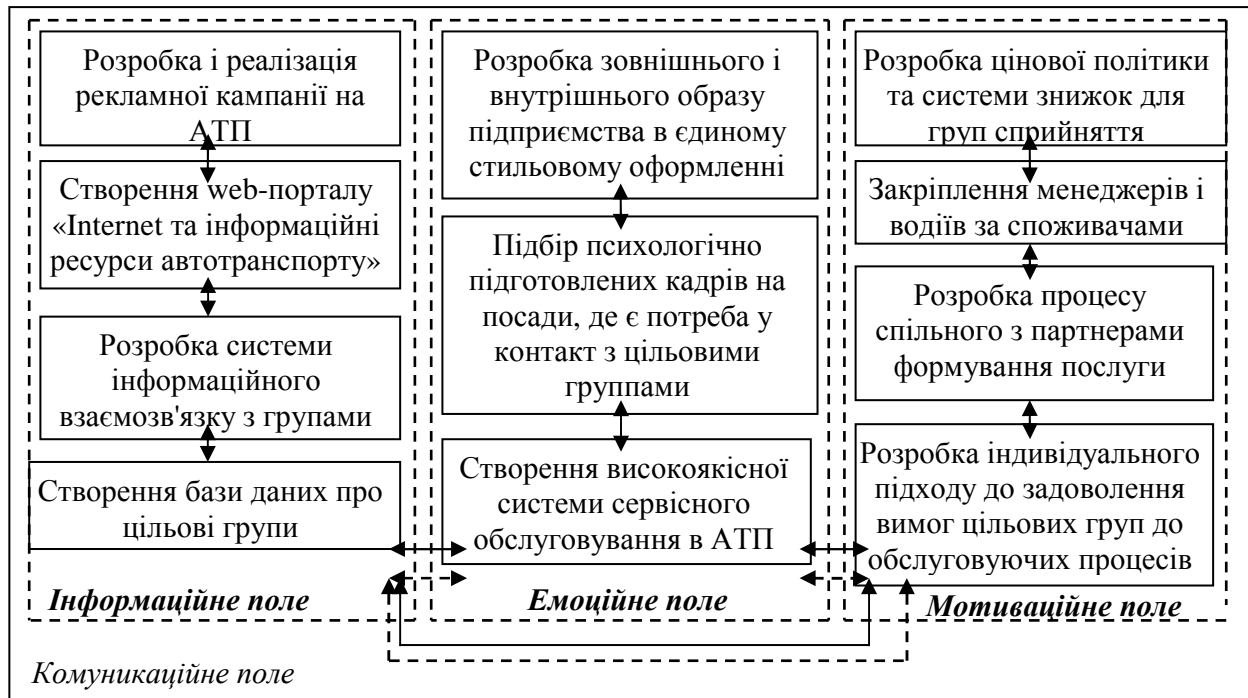 Розробка і реалізація
рекламної кампанії на
АТП
Створення web-порталу
«Internet та інформаційні
ресурси автотранспорту»
Розробка системи
інформаційного
взаємозв'язку з групами
Створення бази даних про
цільові групи
Інформаційне поле
Розробка зовнішнього і
внутрішнього образу
підприємства в єдиному
стильовому оформленні
Підбір психологічно
підготовлених кадрів на
посади, де є потреба у
контакт з цільовими
группами
Створення високоякісної
системи сервісного
обслуговування в АТП
Емоційне поле
Розробка цінової політики
та системи знижок для
груп сприйняття
Закріплення менеджерів і
водіїв за споживачами
Розробка процесу
спільного з партнерами
формування послуги
Розробка індивідуального
підходу до задоволення
вимог цільових груп до
обслуговуючих процесів
Мотиваційне поле
Комуникаційне поле